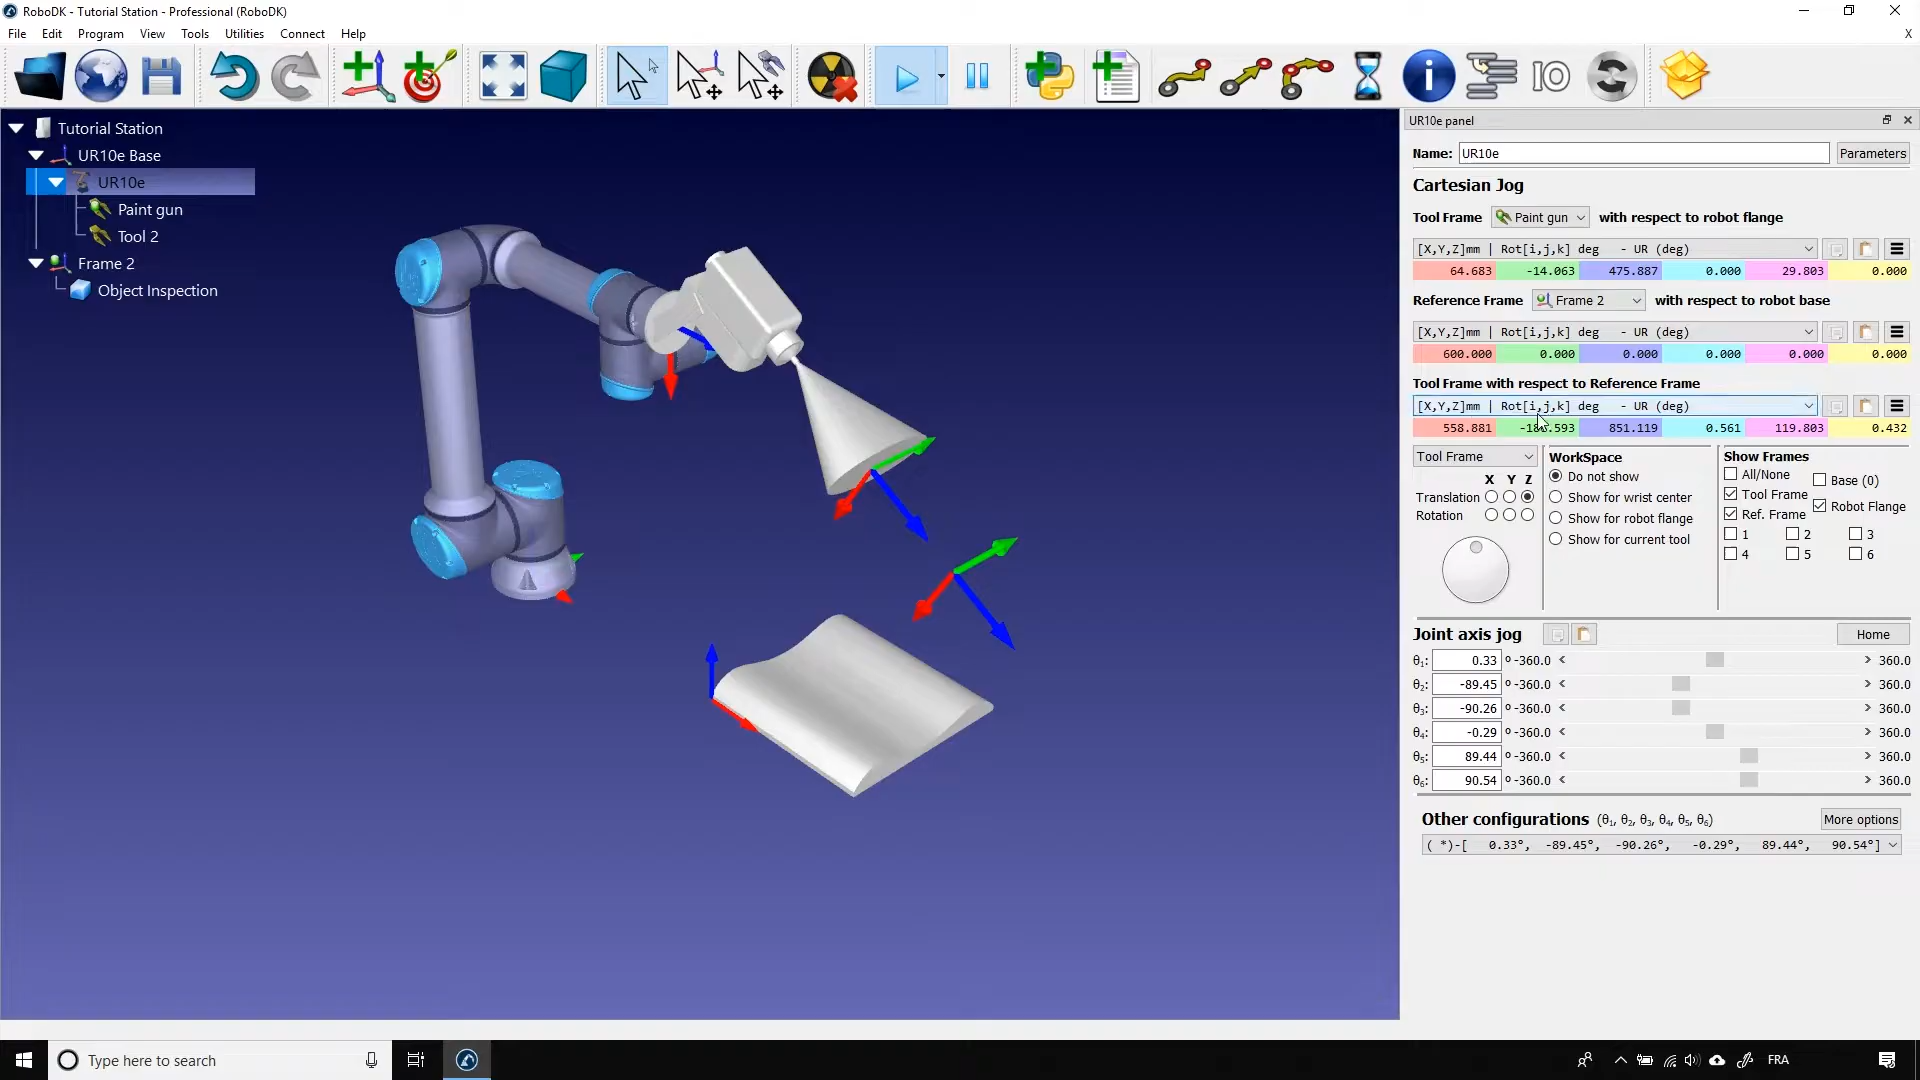 RoboDK - Tutorial Station - Professional (RoboDK)
File Edit Program View Tools Utilities Connect Help X
IO
Tutorial Station
UR10e Base
UR10e
Paint gun
Tool 2
Frame 2
Object Inspection
UR10e panel
Name: UR10e Parameters
Cartesian Jog
Tool Frame Paint gun with respect to robot flange
[X,Y,Z]mm | Rot[i,j,k] deg - UR (deg)
64.683 -14.063 475.887 0.000 29.803 0.000
Reference Frame Frame 2 with respect to robot base
[X,Y,Z]mm | Rot[i,j,k] deg - UR (deg)
600.000 0.000 0.000 0.000 0.000 0.000
Tool Frame with respect to Reference Frame
[X,Y,Z]mm | Rot[i,j,k] deg - UR (deg)
558.881 851.119 0.561 119.803 0.432
Tool Frame
X Y Z
Translation
Rotation
WorkSpace
Do not show
Show for wrist center
Show for robot flange
Show for current tool
Show Frames
All/None Base (0)
Tool Frame
Ref. Frame Robot Flange
1 2 3
4 5 6
Joint axis jog Home
θ1: 0.33 º -360.0 < > 360.0
θ2: -89.45 º -360.0 < > 360.0
θ3: -90.26 º -360.0 < > 360.0
θ4: -0.29 º -360.0 < > 360.0
θ5: 89.44 º -360.0 < > 360.0
θ6: 90.54 º -360.0 < > 360.0
Other configurations (θ1, θ2, θ3, θ4, θ5, θ6) More options
( *)-[ 0.33°, -89.45°, -90.26°, -0.29°, 89.44°, 90.54°]
Type here to search
FRA